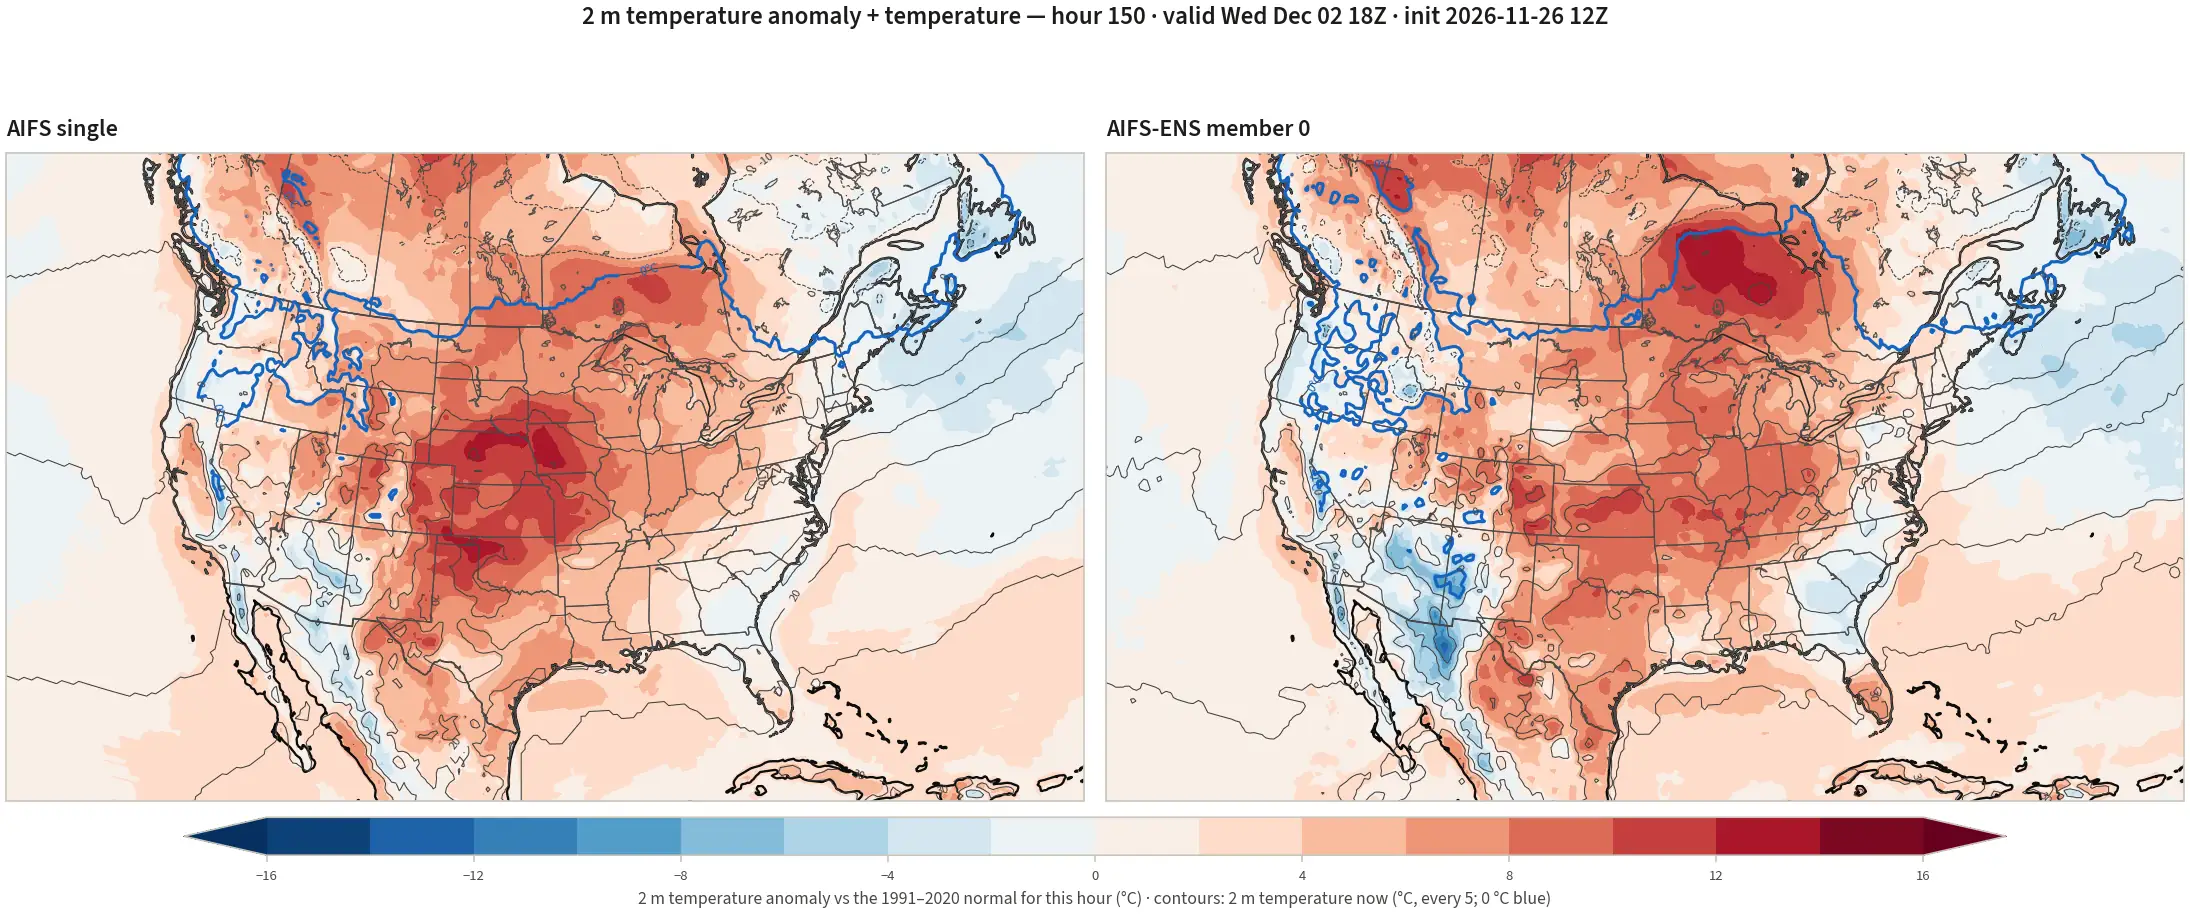 2 m temperature anomaly + temperature — hour 150 · valid Wed Dec 02 18Z · init 2026-11-26 12Z
AIFS single
AIFS-ENS member 0
−16 −12 −8 −4 0 4 8 12 16
2 m temperature anomaly vs the 1991–2020 normal for this hour (°C) · contours: 2 m temperature now (°C, every 5; 0 °C blue)